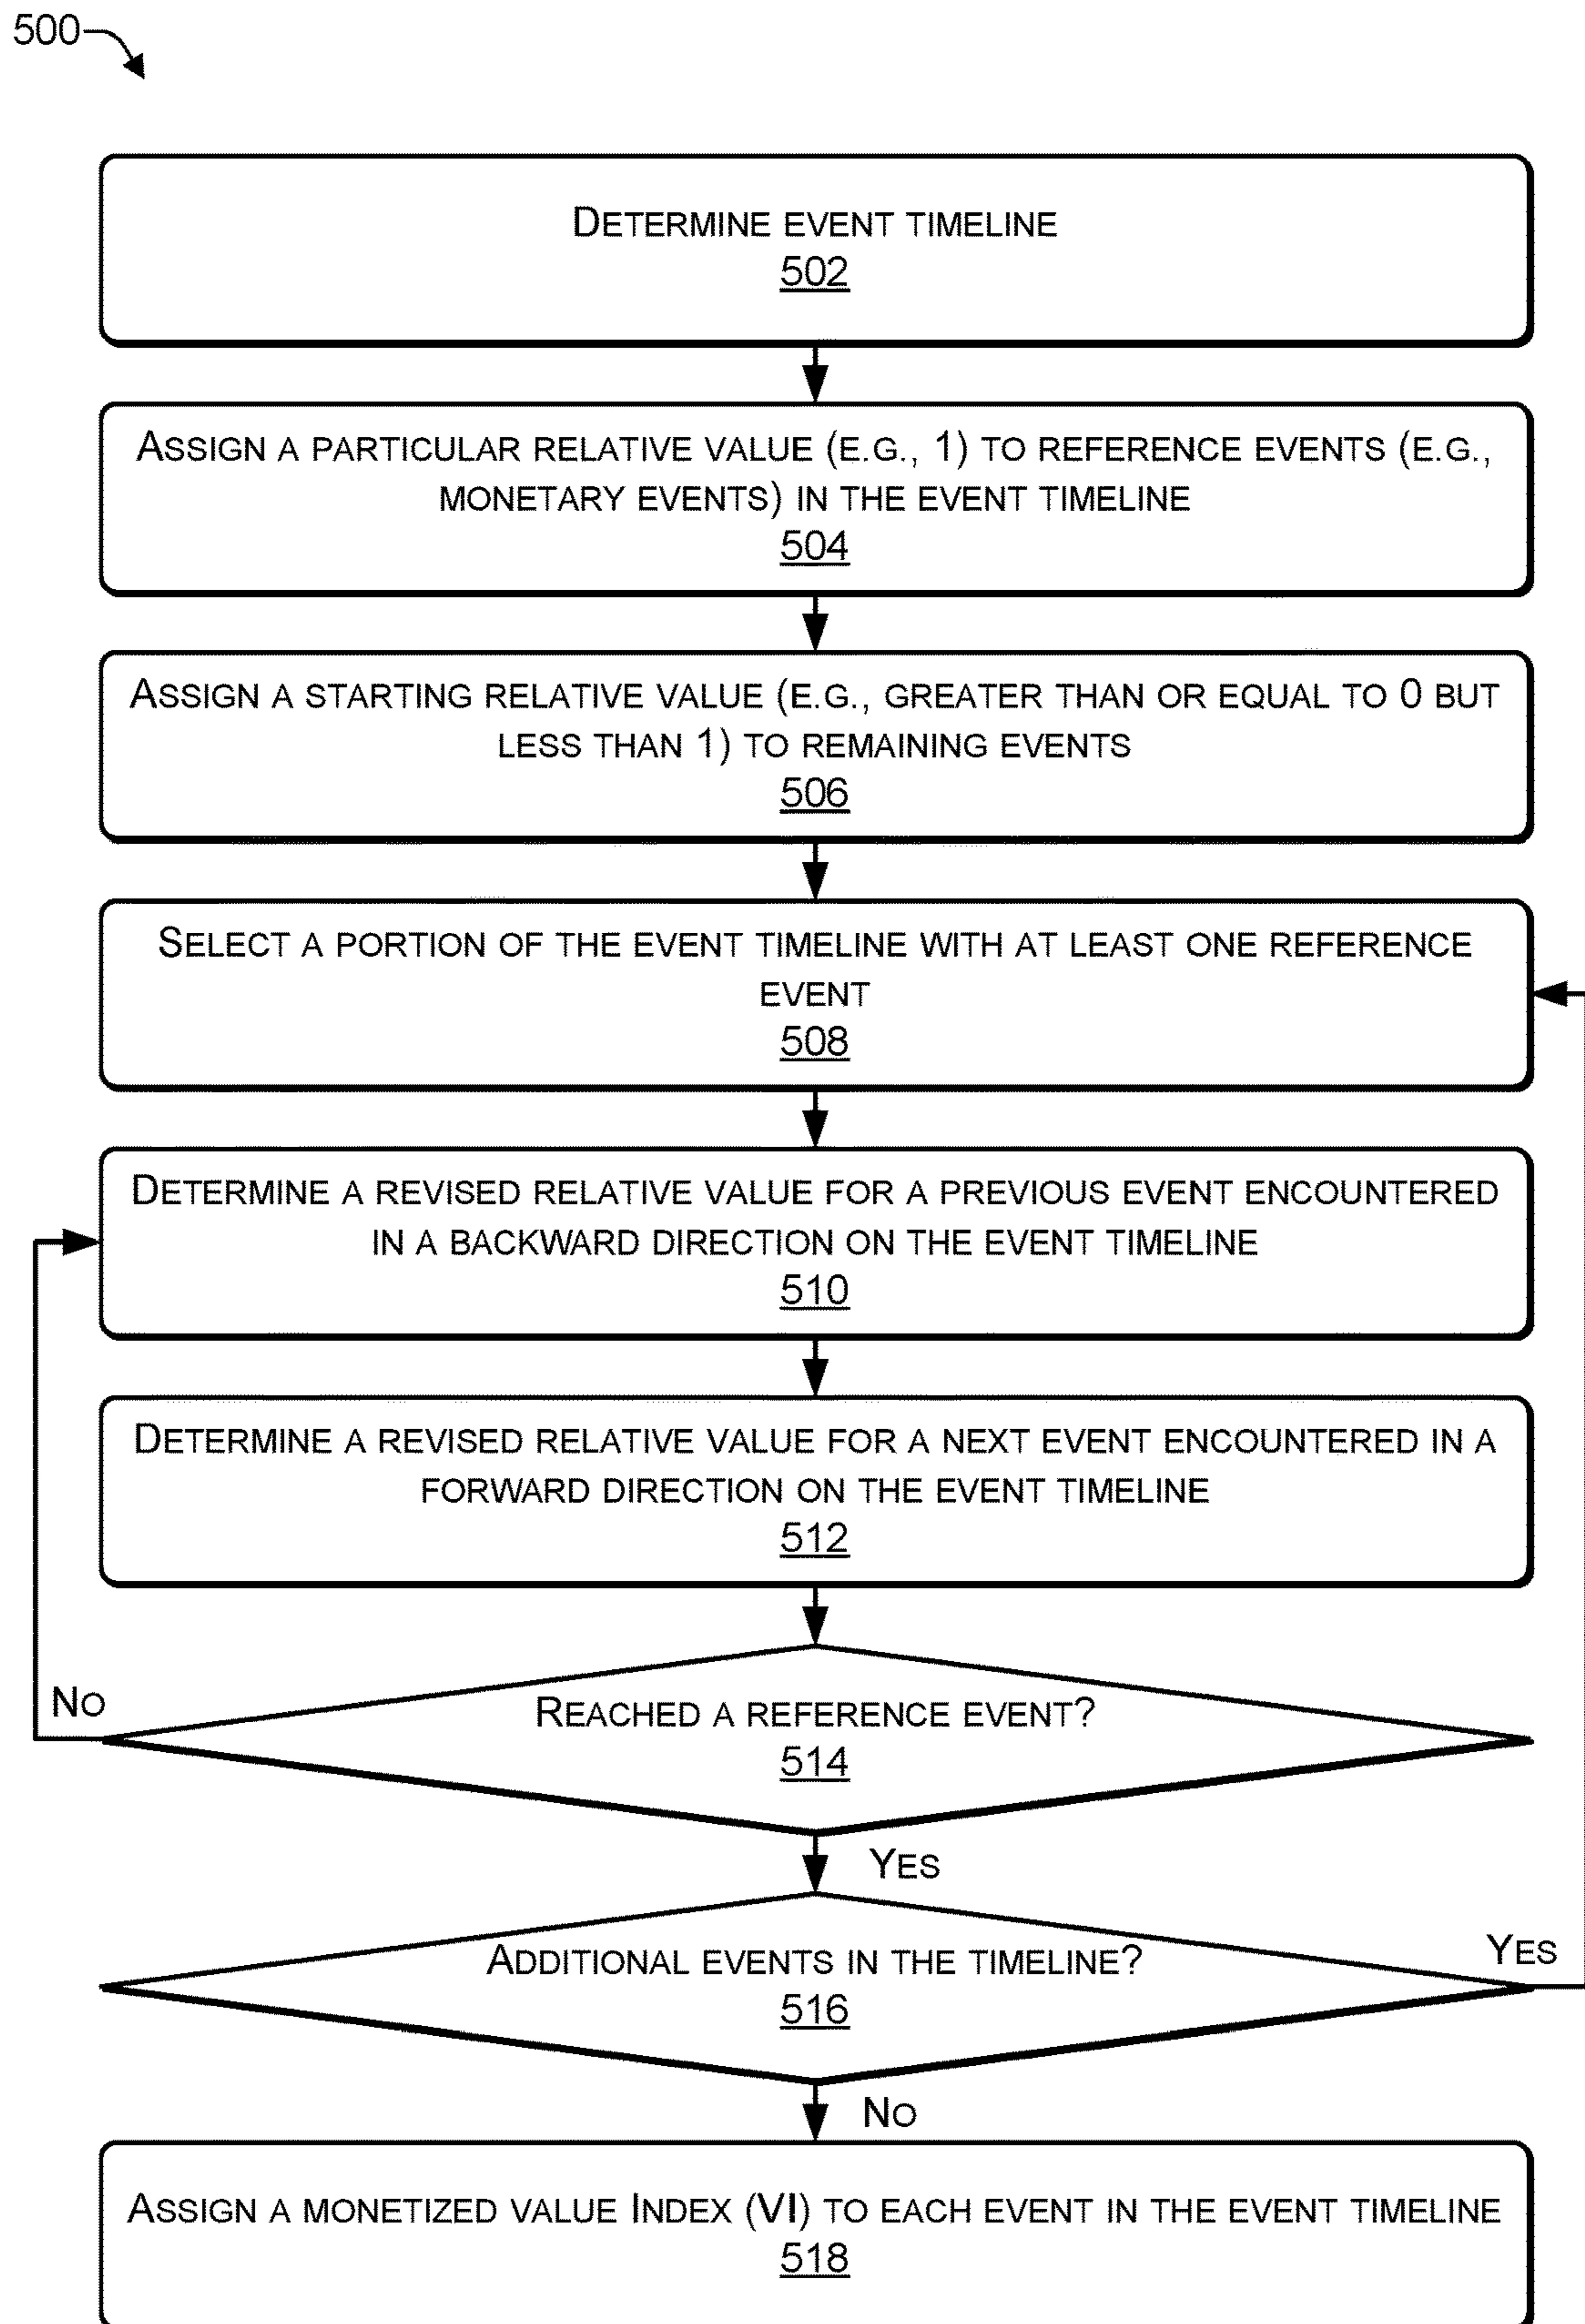 500
DETERMINE EVENT TIMELINE
502
ASSIGN A PARTICULAR RELATIVE VALUE (E.G., 1) TO REFERENCE EVENTS (E.G.,
MONETARY EVENTS) IN THE EVENT TIMELINE
504
ASSIGN A STARTING RELATIVE VALUE (E.G., GREATER THAN OR EQUAL TO 0 BUT
LESS THAN 1) TO REMAINING EVENTS
506
SELECT A PORTION OF THE EVENT TIMELINE WITH AT LEAST ONE REFERENCE
EVENT
508
DETERMINE A REVISED RELATIVE VALUE FOR A PREVIOUS EVENT ENCOUNTERED
IN A BACKWARD DIRECTION ON THE EVENT TIMELINE
510
DETERMINE A REVISED RELATIVE VALUE FOR A NEXT EVENT ENCOUNTERED IN A
FORWARD DIRECTION ON THE EVENT TIMELINE
512
NO
REACHED A REFERENCE EVENT?
514
YES
ADDITIONAL EVENTS IN THE TIMELINE?
YES
516
NO
ASSIGN A MONETIZED VALUE INDEX (VI) TO EACH EVENT IN THE EVENT TIMELINE
518